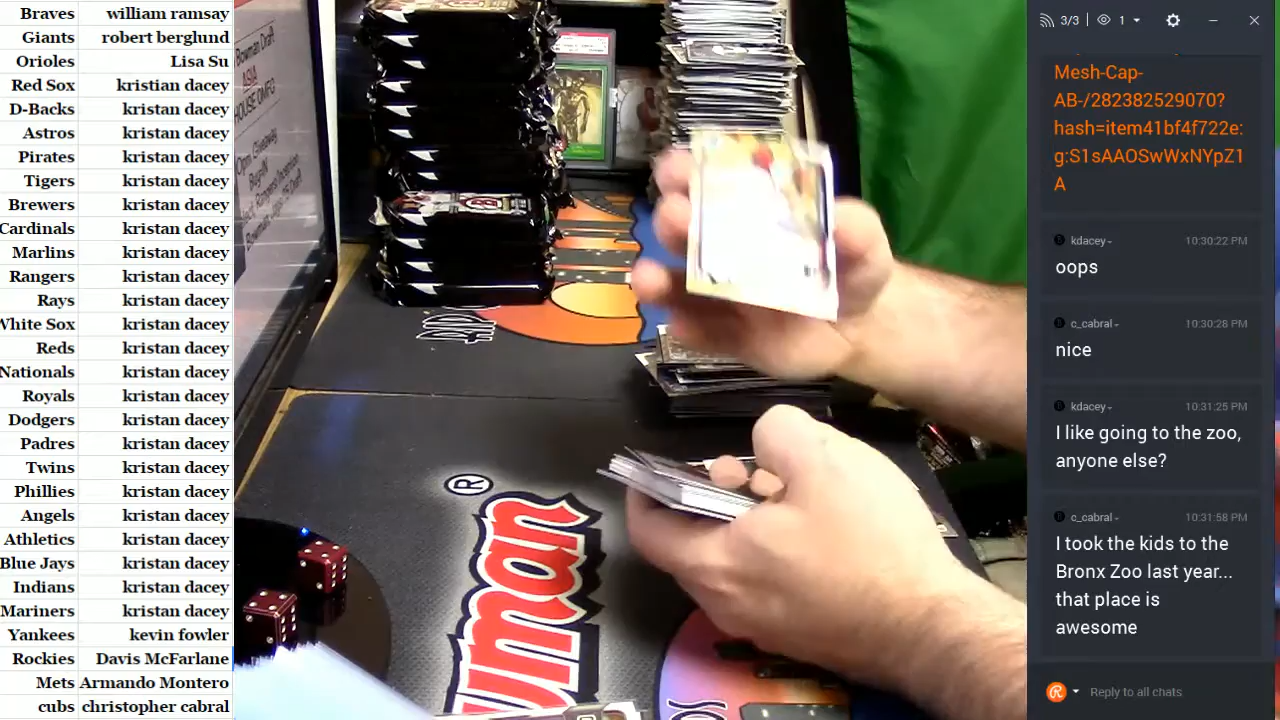 Braves william ramsay
Giants robert berglund
Orioles Lisa Su
Red Sox kristian dacey
D-Backs kristan dacey
Astros kristan dacey
Pirates kristan dacey
Tigers kristan dacey
Brewers kristan dacey
Cardinals kristan dacey
Marlins kristan dacey
Rangers kristan dacey
Rays kristan dacey
White Sox kristan dacey
Reds kristan dacey
Nationals kristan dacey
Royals kristan dacey
Dodgers kristan dacey
Padres kristan dacey
Twins kristan dacey
Phillies kristan dacey
Angels kristan dacey
Athletics kristan dacey
Blue Jays kristan dacey
Indians kristan dacey
Mariners kristan dacey
Yankees kevin fowler
Rockies Davis McFarlane
Mets Armando Montero
cubs christopher cabral
Bowman Draft
ASIA
HOUSE OMFG
RIP
®
wman
3/3 1
Mesh-Cap-
AB-/282382529070?
hash=item41bf4f722e:
g:S1sAAOSwWxNYpZ1
A
kdacey 10:30:22 PM
oops
c_cabral 10:30:28 PM
nice
kdacey 10:31:25 PM
I like going to the zoo,
anyone else?
c_cabral 10:31:58 PM
I took the kids to the
Bronx Zoo last year...
that place is
awesome
Reply to all chats